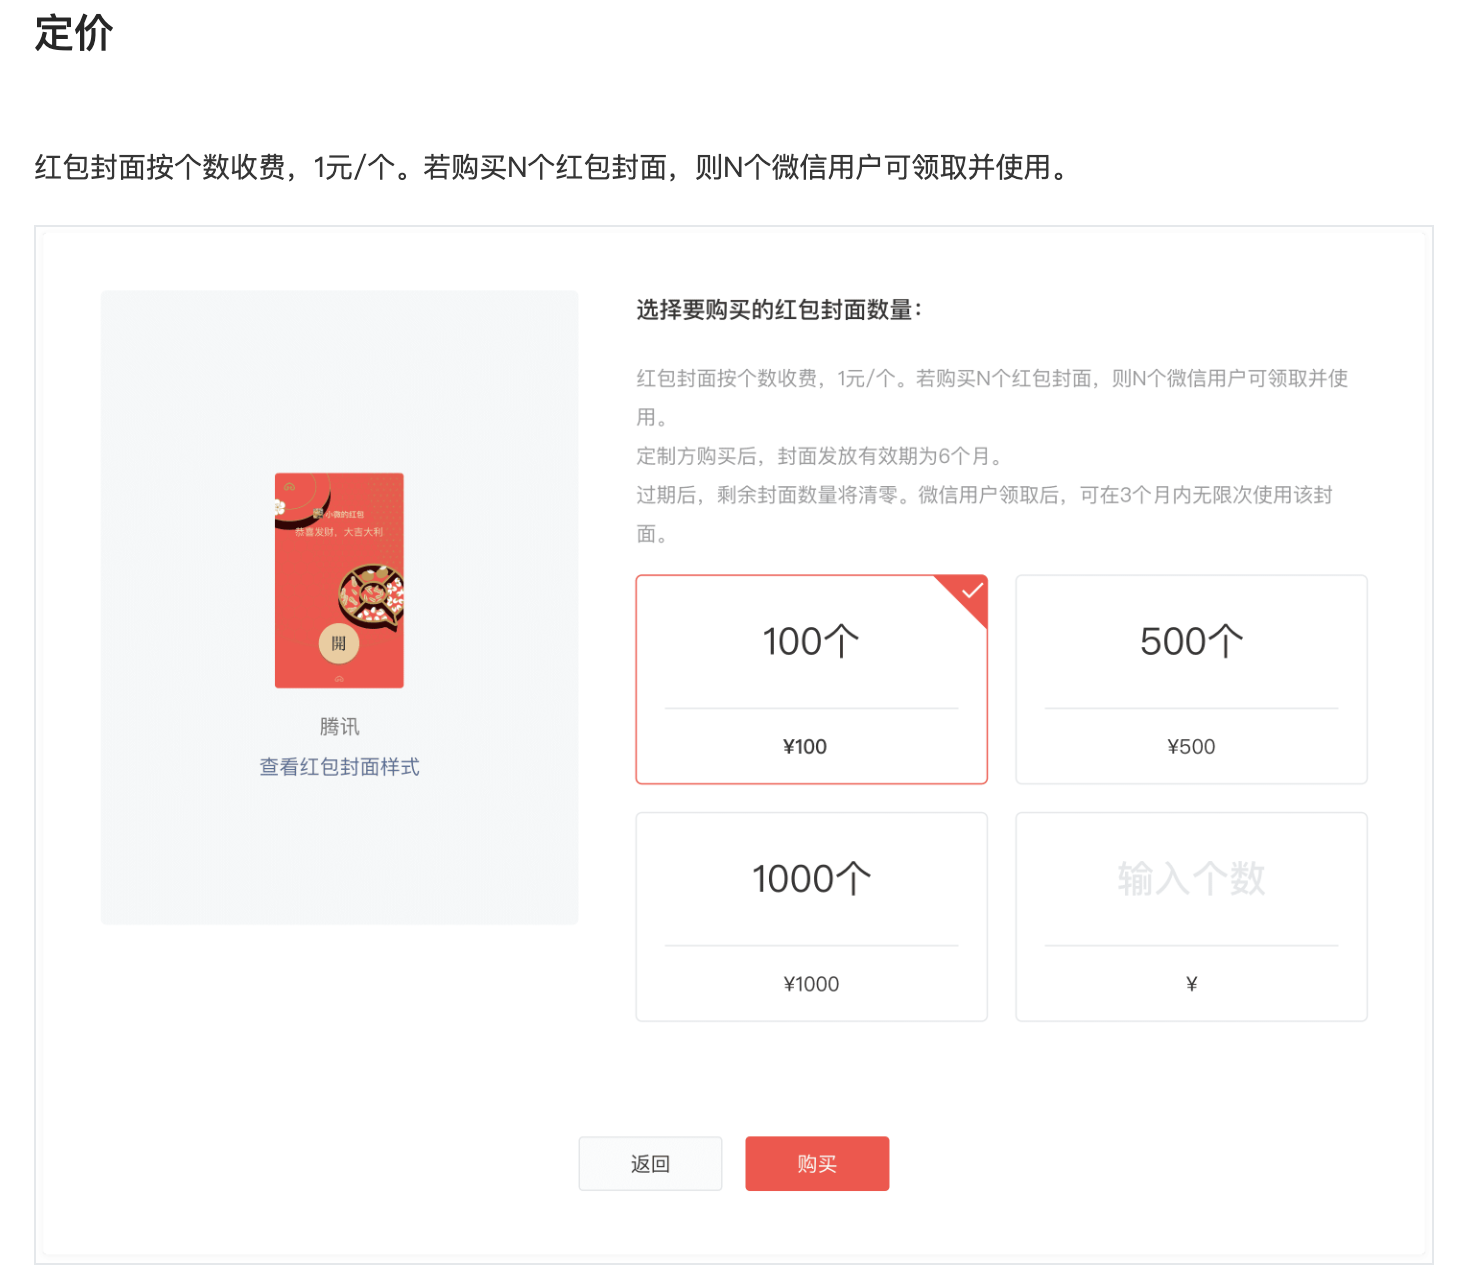 定价
红包封面按个数收费，1元/个。若购买N个红包封面，则N个微信用户可领取并使用。
选择要购买的红包封面数量：
红包封面按个数收费，1元/个。若购买N个红包封面，则N个微信用户可领取并使
用。
定制方购买后，封面发放有效期为6个月。
过期后，剩余封面数量将清零。微信用户领取后，可在3个月内无限次使用该封
面。
小微的红包
恭喜发财，大吉大利
開
腾讯
查看红包封面样式
100个
¥100
500个
¥500
1000个
¥1000
输入个数
¥
返回
购买